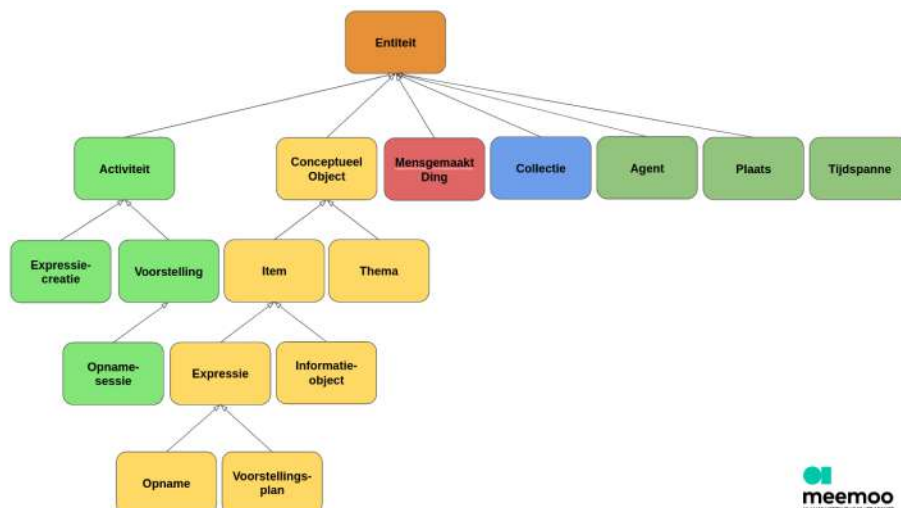 Entiteit
Activiteit
Conceptueel
Object
Mensgemaakt
Ding
Collectie
Agent
Plaats
Tijdspanne
Expressie-
creatie
Voorstelling
Item
Thema
Opname-
sessie
Expressie
Informatie-
object
Opname
Voorstellings-
plan
meemoo